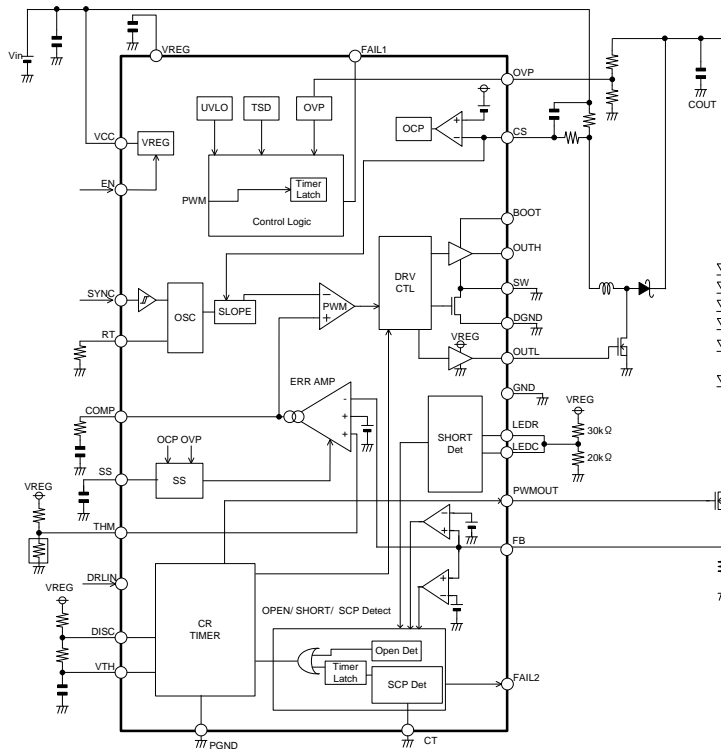 VREG
FAIL1
Vin
OVP
COUT
UVLO
TSD
OVP
OCP
+
−
CS
VCC
VREG
EN
Timer
Latch
PWM
Control Logic
BOOT
DRV
CTL
OUTH
SYNC
OSC
SLOPE
−
PWM
+
SW
DGND
RT
VREG
OUTL
ERR AMP
GND
COMP
-
+
+
VREG
SHORT
Det
LEDR
30kΩ
LEDC
20kΩ
OCP OVP
SS
SS
VREG
PWMOUT
THM
−
+
FB
DRLIN
+
−
VREG
CR
TIMER
OPEN/ SHORT/ SCP Detect
DISC
Open Det
Timer
Latch
VTH
SCP Det
FAIL2
PGND
CT